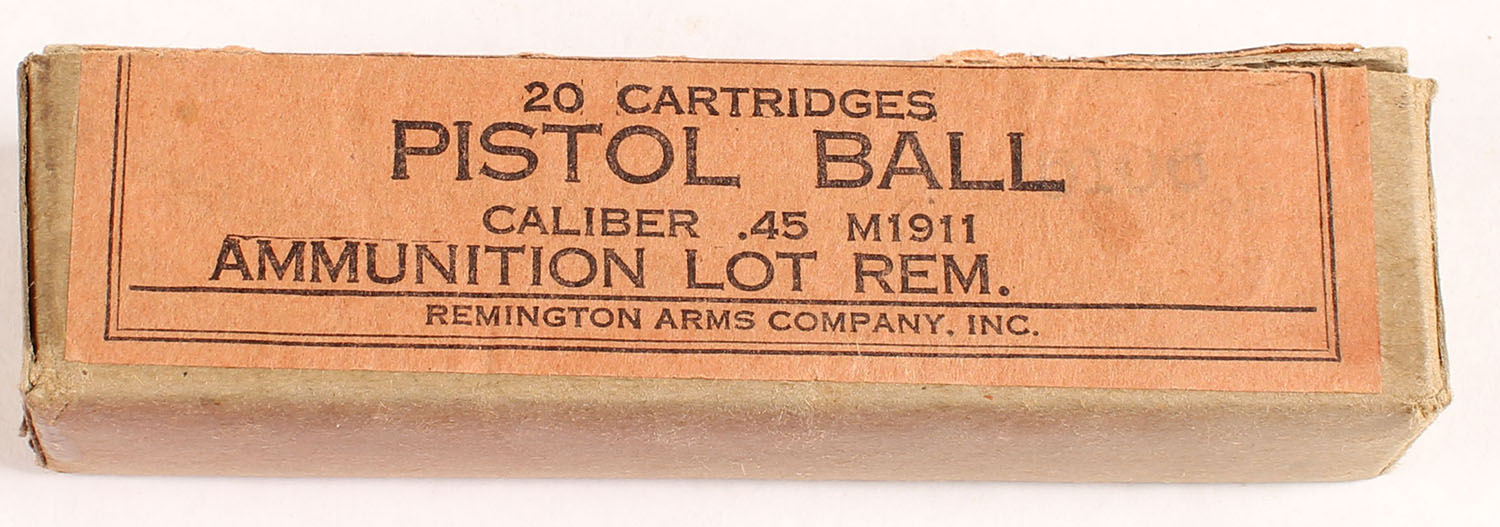 20 CARTRIDGES
PISTOL BALL
CALIBER .45 M1911
AMMUNITION LOT REM.
REMINGTON ARMS COMPANY, INC.